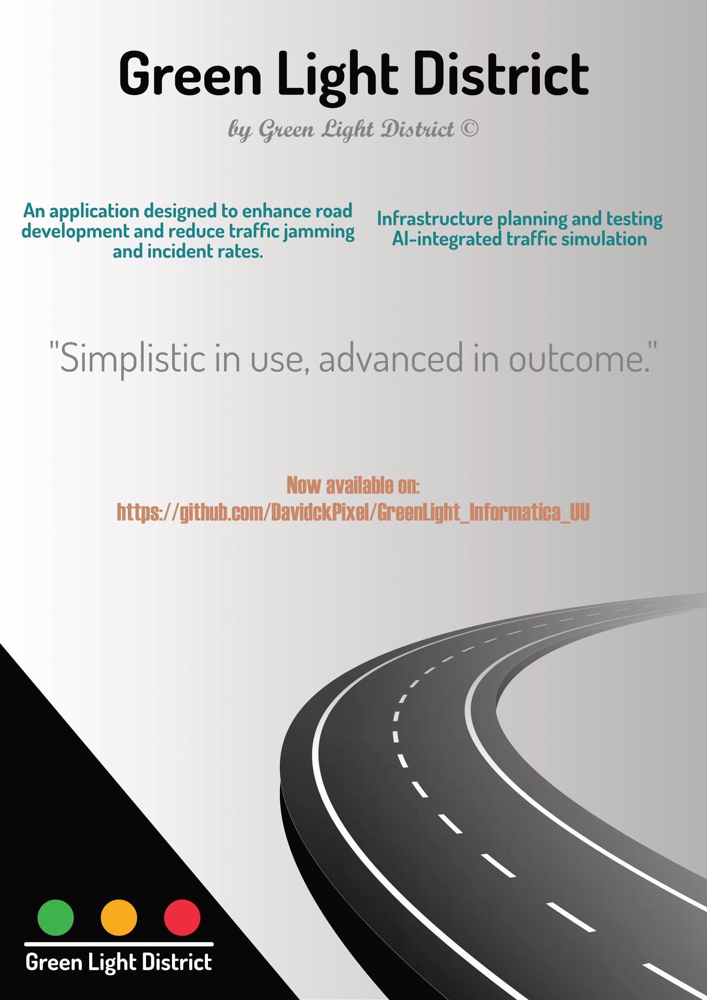 Green Light District
by Green Light District ©
An application designed to enhance road
development and reduce traffic jamming
and incident rates.
Infrastructure planning and testing
AI-integrated traffic simulation
"Simplistic in use, advanced in outcome."
Now available on:
https://github.com/DavidckPixel/GreenLight_Informatica_UU
Green Light District